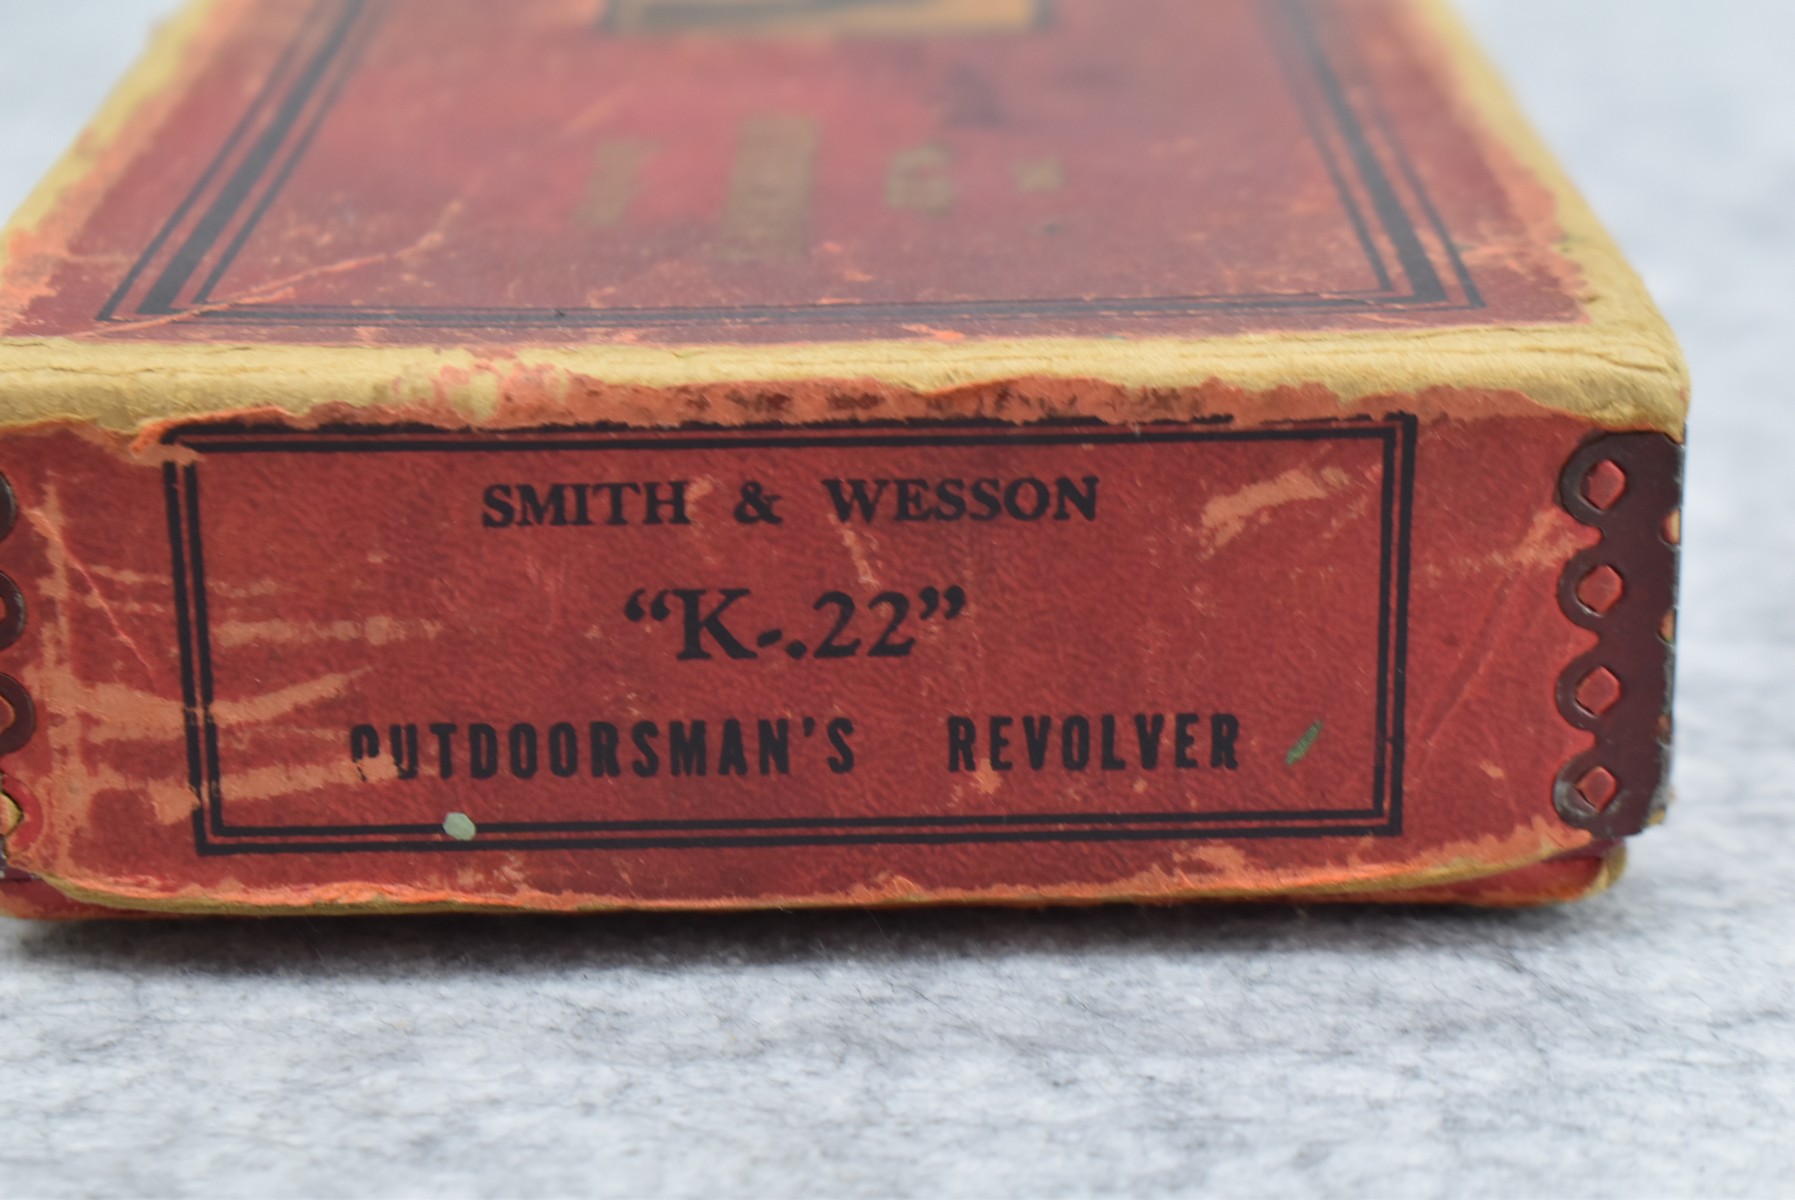 SMITH & WESSON
“K-.22”
OUTDOORSMAN'S REVOLVER